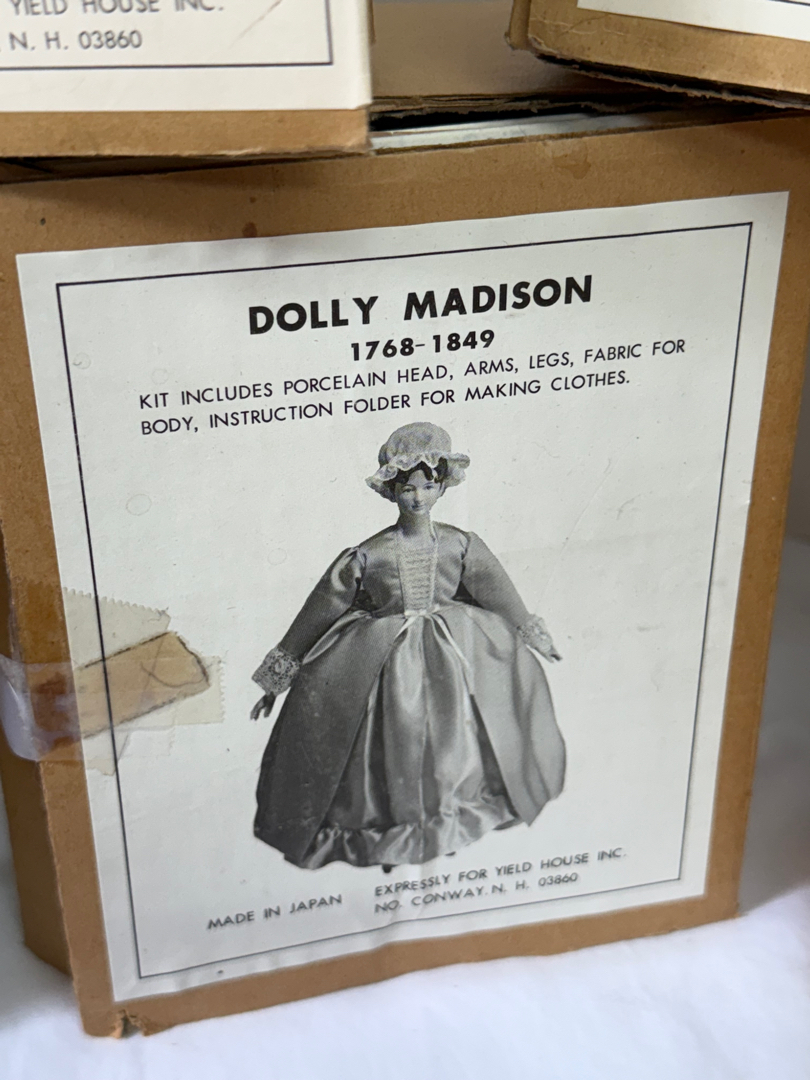 YIELD HOUSE INC.
N. H. 03860
DOLLY MADISON
1768-1849
KIT INCLUDES PORCELAIN HEAD, ARMS, LEGS, FABRIC FOR
BODY, INSTRUCTION FOLDER FOR MAKING CLOTHES.
MADE IN JAPAN
EXPRESSLY FOR YIELD HOUSE INC.
NO. CONWAY. N. H. 03860